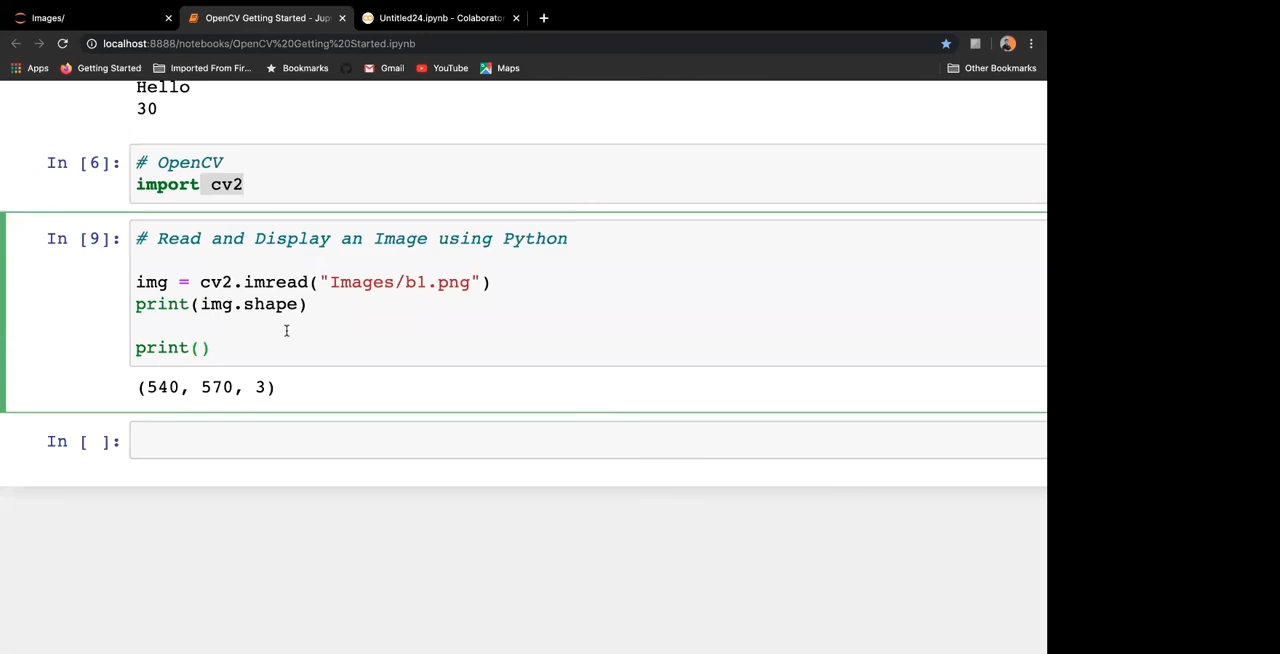 Images/
OpenCV Getting Started - Jup
Untitled24.ipynb - Colaborator
localhost:8888/notebooks/OpenCV%20Getting%20Started.ipynb
Apps
Getting Started
Imported From Fir...
Bookmarks
Gmail
YouTube
Maps
Other Bookmarks
Hello
30
In [6]:
# OpenCV
import cv2
In [9]:
# Read and Display an Image using Python
img = cv2.imread("Images/b1.png")
print(img.shape)
print()
(540, 570, 3)
In [ ]: